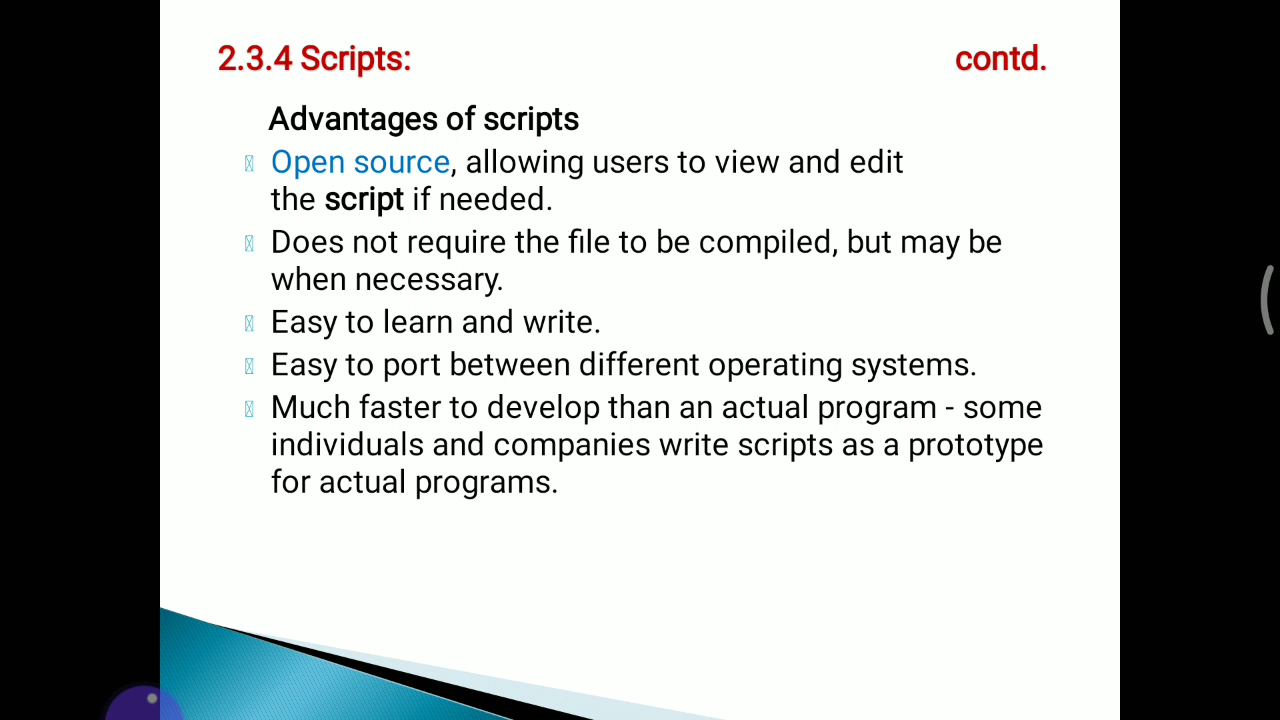 2.3.4 Scripts: contd.
Advantages of scripts
Open source, allowing users to view and edit
the script if needed.
Does not require the file to be compiled, but may be
when necessary.
Easy to learn and write.
Easy to port between different operating systems.
Much faster to develop than an actual program - some
individuals and companies write scripts as a prototype
for actual programs.